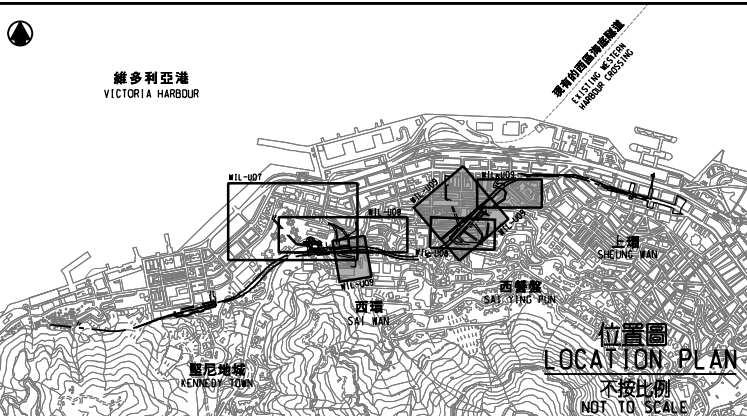 維多利亞港
VICTORIA HARBOUR
現有的西區海底隧道
EXISTING WESTERN
HARBOUR CROSSING
WIL-U07
WIL-U05
WIL-U08
WIL-U09
上環
SHEUNG WAN
西營盤
SAI YING PUN
西環
SAI WAN
堅尼地城
KENNEDY TOWN
位置圖
LOCATION PLAN
不按比例
NOT TO SCALE